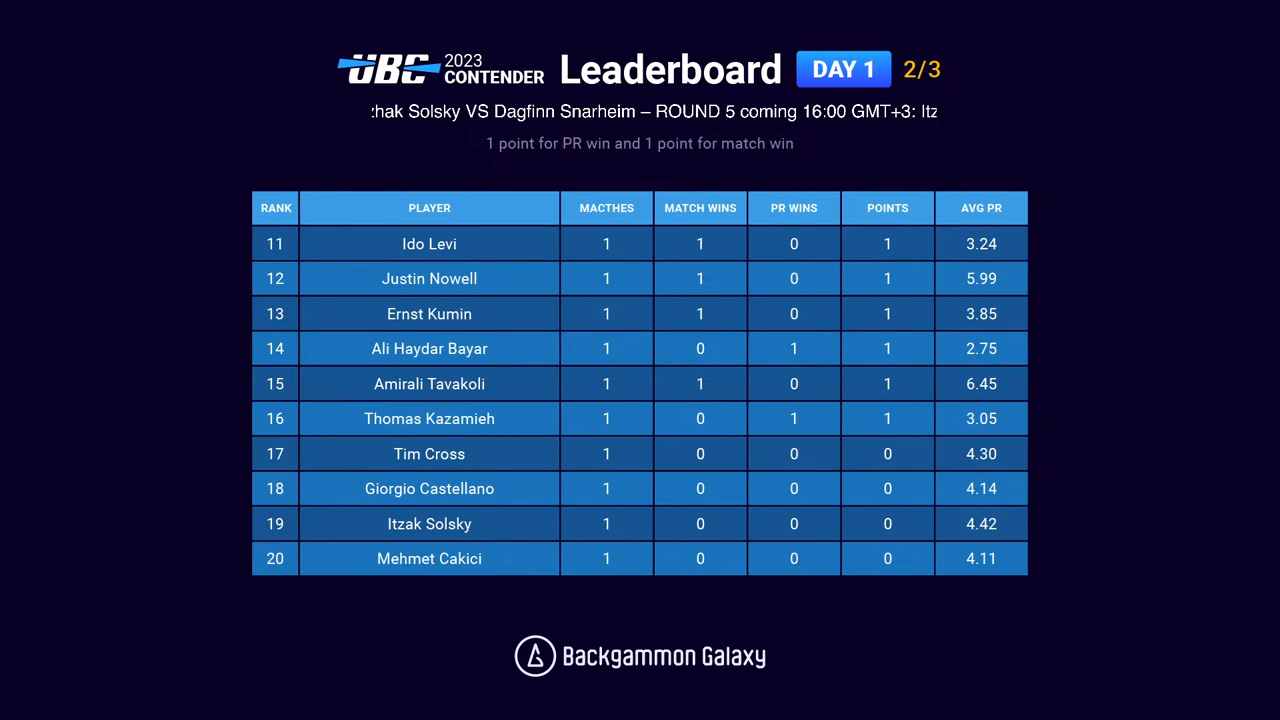 UBC 2023 CONTENDER Leaderboard DAY 1 2/3
zhak Solsky VS Dagfinn Snarheim – ROUND 5 coming 16:00 GMT+3: Itz
1 point for PR win and 1 point for match win
RANK PLAYER MACTHES MATCH WINS PR WINS POINTS AVG PR
11 Ido Levi 1 1 0 1 3.24
12 Justin Nowell 1 1 0 1 5.99
13 Ernst Kumin 1 1 0 1 3.85
14 Ali Haydar Bayar 1 0 1 1 2.75
15 Amirali Tavakoli 1 1 0 1 6.45
16 Thomas Kazamieh 1 0 1 1 3.05
17 Tim Cross 1 0 0 0 4.30
18 Giorgio Castellano 1 0 0 0 4.14
19 Itzak Solsky 1 0 0 0 4.42
20 Mehmet Cakici 1 0 0 0 4.11
Backgammon Galaxy